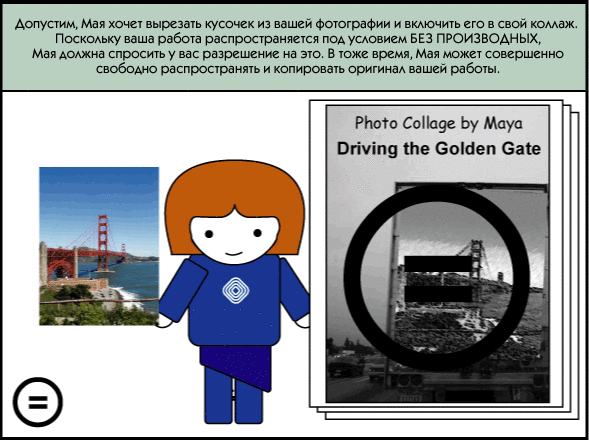 Допустим, Мая хочет вырезать кусочек из вашей фотографии и включить его в свой коллаж.
Поскольку ваша работа распространяется под условием БЕЗ ПРОИЗВОДНЫХ,
Мая должна спросить у вас разрешение на это. В тоже время, Мая может совершенно
свободно распространять и копировать оригинал вашей работы.
Photo Collage by Maya
Driving the Golden Gate